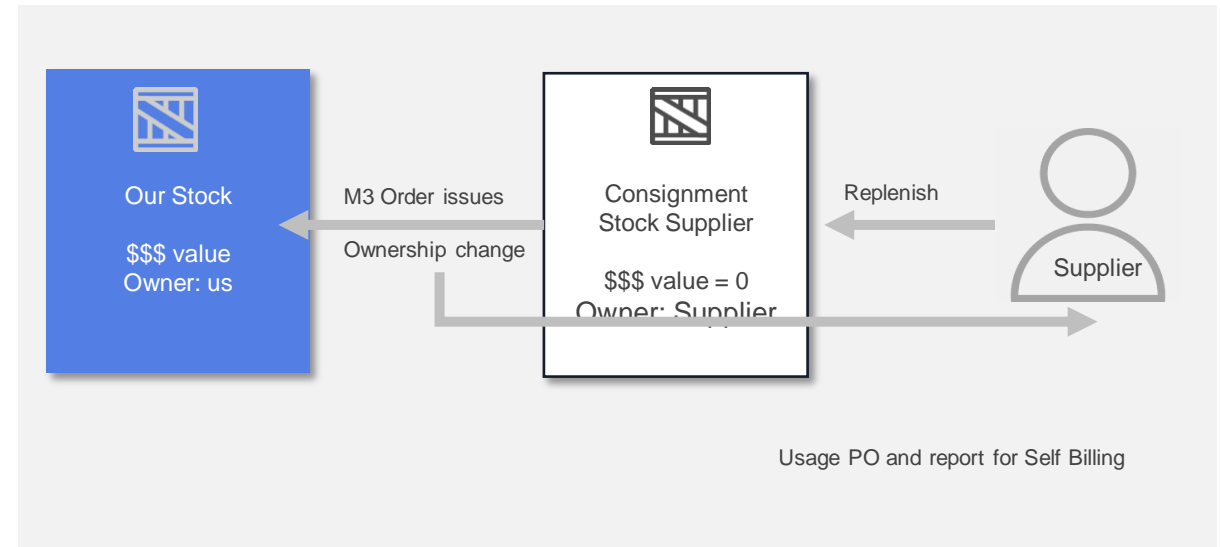 Our Stock
$$$ value
Owner: us
M3 Order issues
Ownership change
Consignment
Stock Supplier
$$$ value = 0
Owner: Supplier
Replenish
Supplier
Usage PO and report for Self Billing